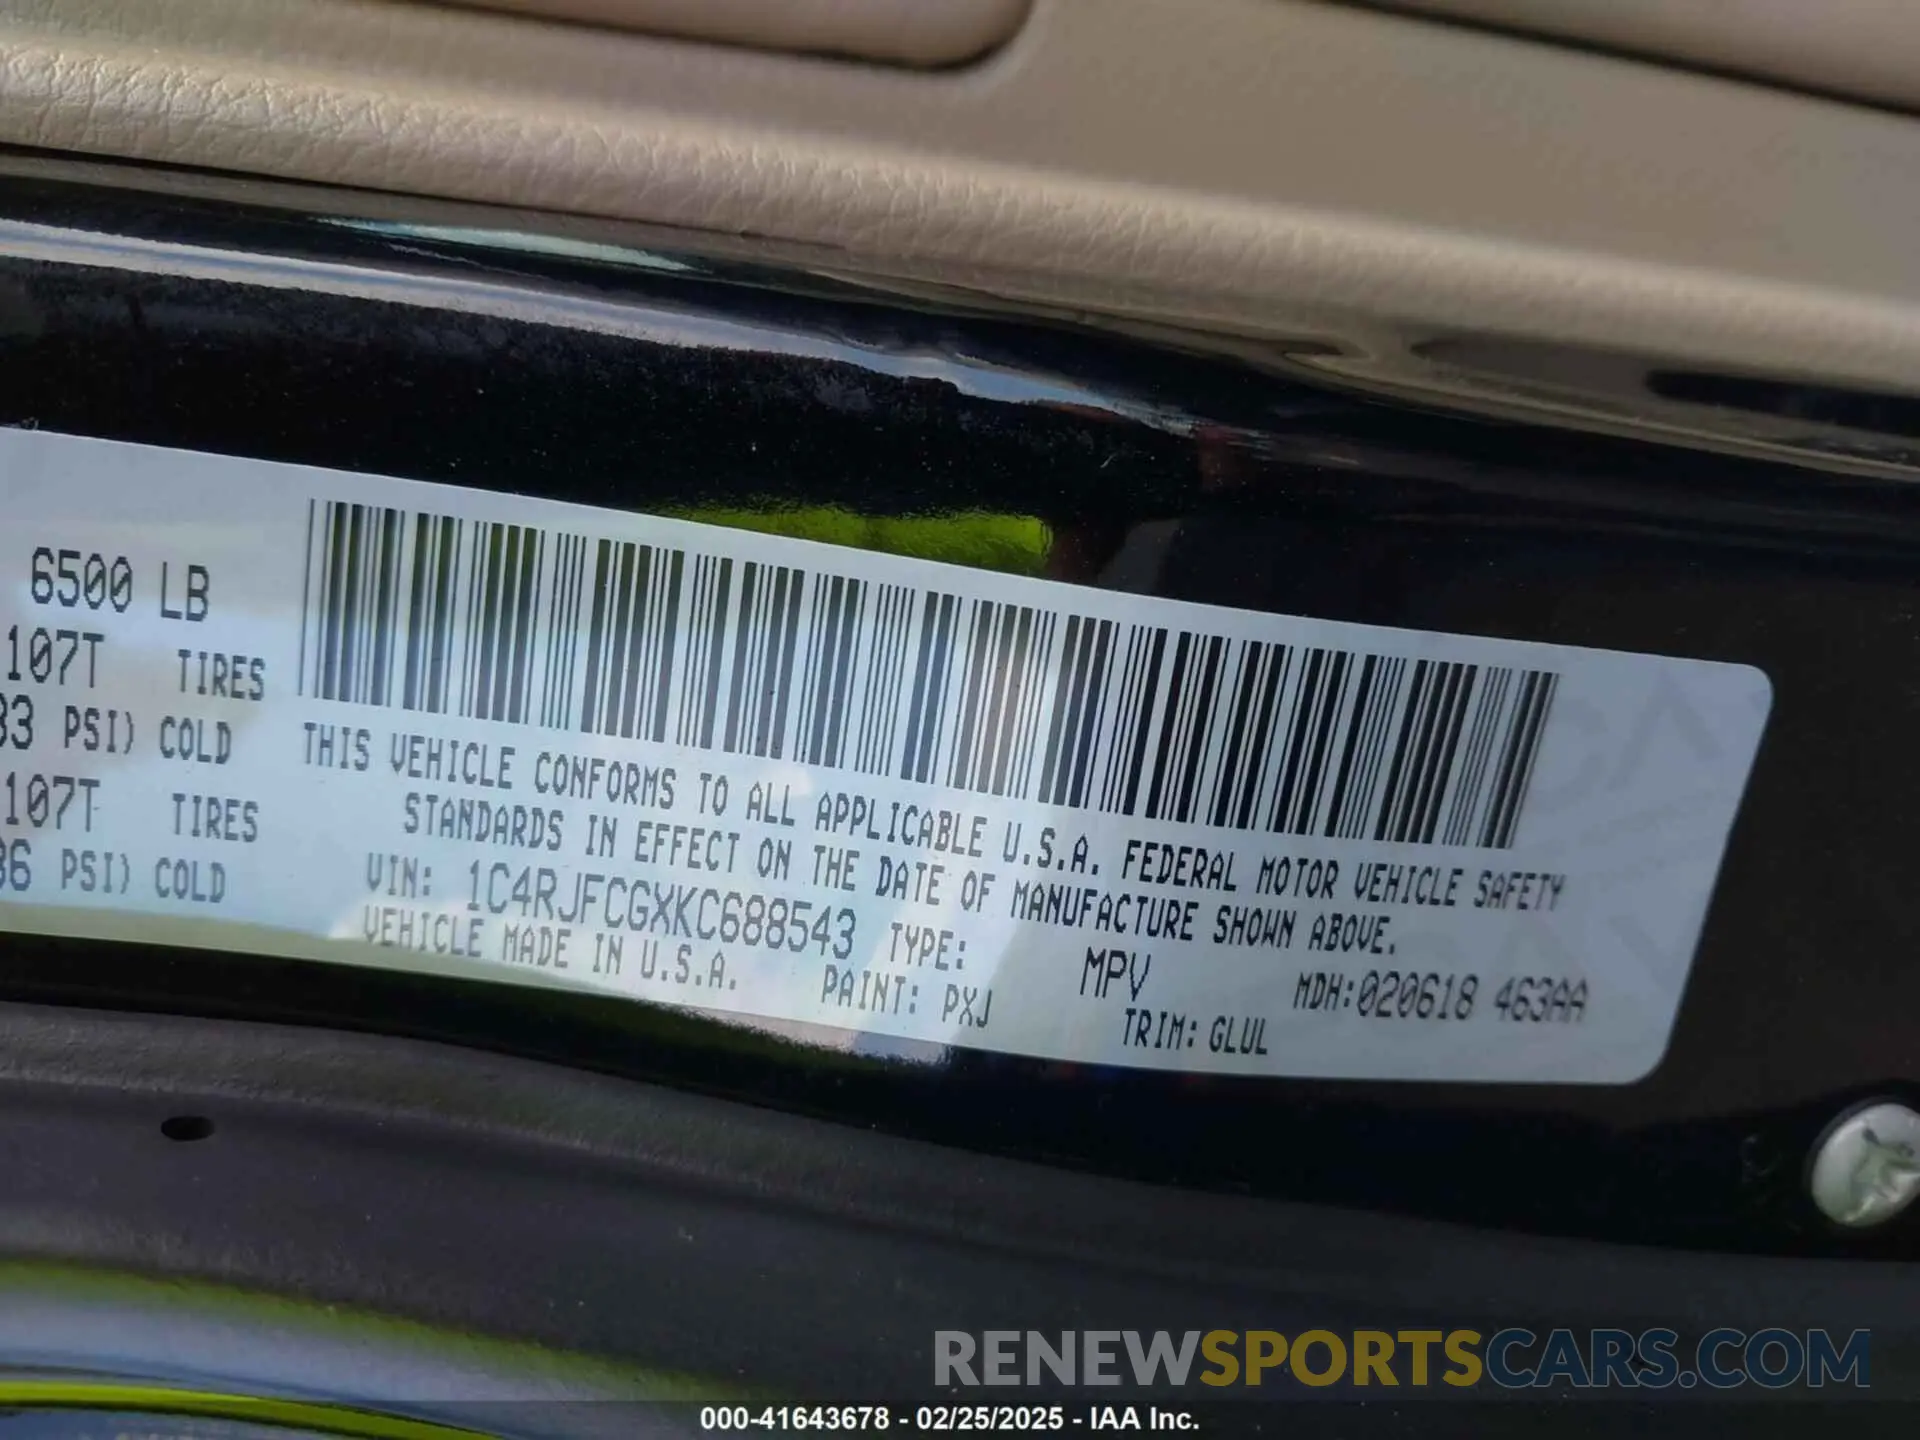 6500 LB
107T TIRES
33 PSI) COLD
107T TIRES
36 PSI) COLD
THIS VEHICLE CONFORMS TO ALL APPLICABLE U.S.A. FEDERAL MOTOR VEHICLE SAFETY
STANDARDS IN EFFECT ON THE DATE OF MANUFACTURE SHOWN ABOVE.
VIN: 1C4RJFCGXKC688543 TYPE: MPV MDH:020618 463AA
VEHICLE MADE IN U.S.A. PAINT: PXJ TRIM: GLUL
RENEWSPORTSCARS.COM
000-41643678 - 02/25/2025 - IAA Inc.